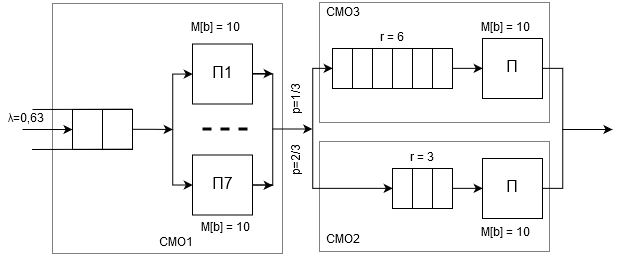 СМО3
M[b] = 10
r = 6
M[b] = 10
П1
П
λ=0,63
p=1/3
p=2/3
r = 3
П7
П
M[b] = 10
M[b] = 10
СМО1
СМО2